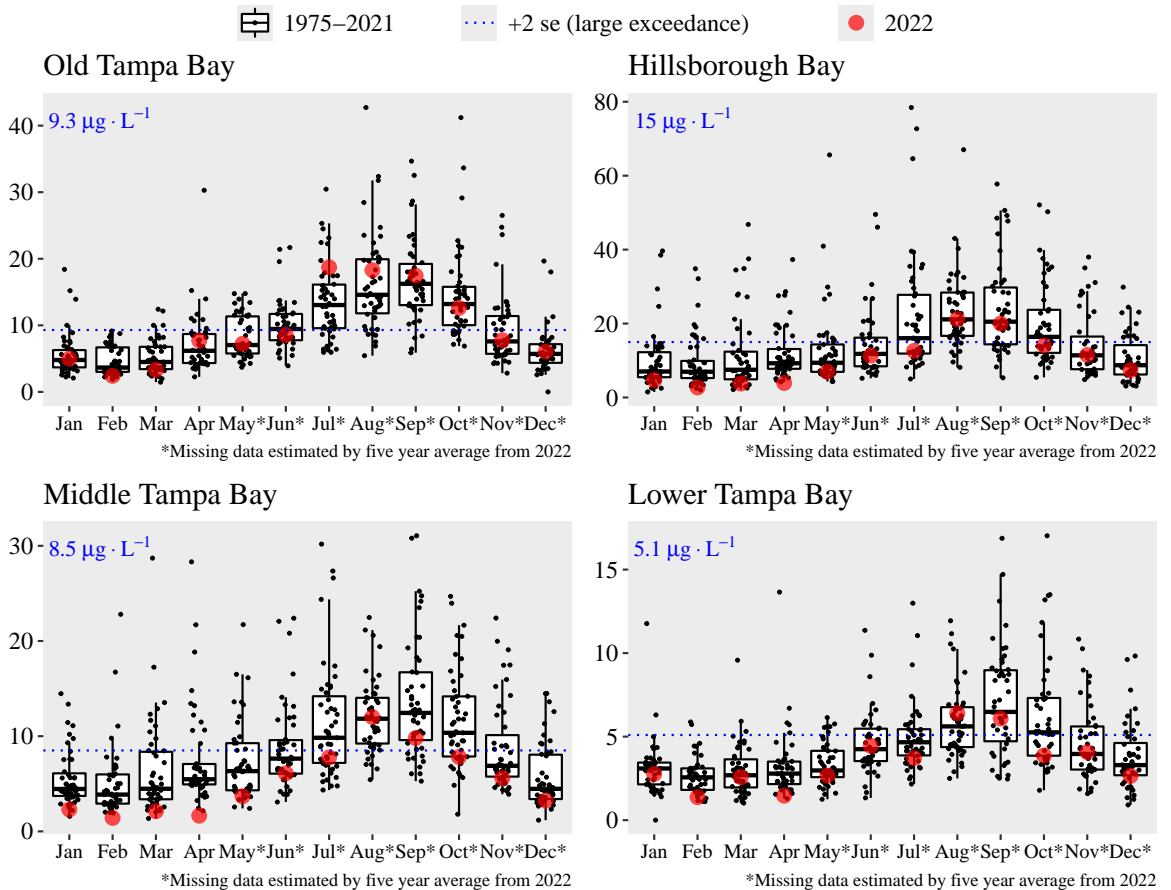 1975–2021 +2 se (large exceedance) 2022
Old Tampa Bay
9.3 μg · L⁻¹
40
30
20
10
0
Jan Feb Mar Apr May* Jun* Jul* Aug* Sep* Oct* Nov* Dec*
*Missing data estimated by five year average from 2022
Hillsborough Bay
15 μg · L⁻¹
80
60
40
20
0
Jan Feb Mar Apr May* Jun* Jul* Aug* Sep* Oct* Nov* Dec*
*Missing data estimated by five year average from 2022
Middle Tampa Bay
8.5 μg · L⁻¹
30
20
10
0
Jan Feb Mar Apr May* Jun* Jul* Aug* Sep* Oct* Nov* Dec*
*Missing data estimated by five year average from 2022
Lower Tampa Bay
5.1 μg · L⁻¹
15
10
5
0
Jan Feb Mar Apr May* Jun* Jul* Aug* Sep* Oct* Nov* Dec*
*Missing data estimated by five year average from 2022